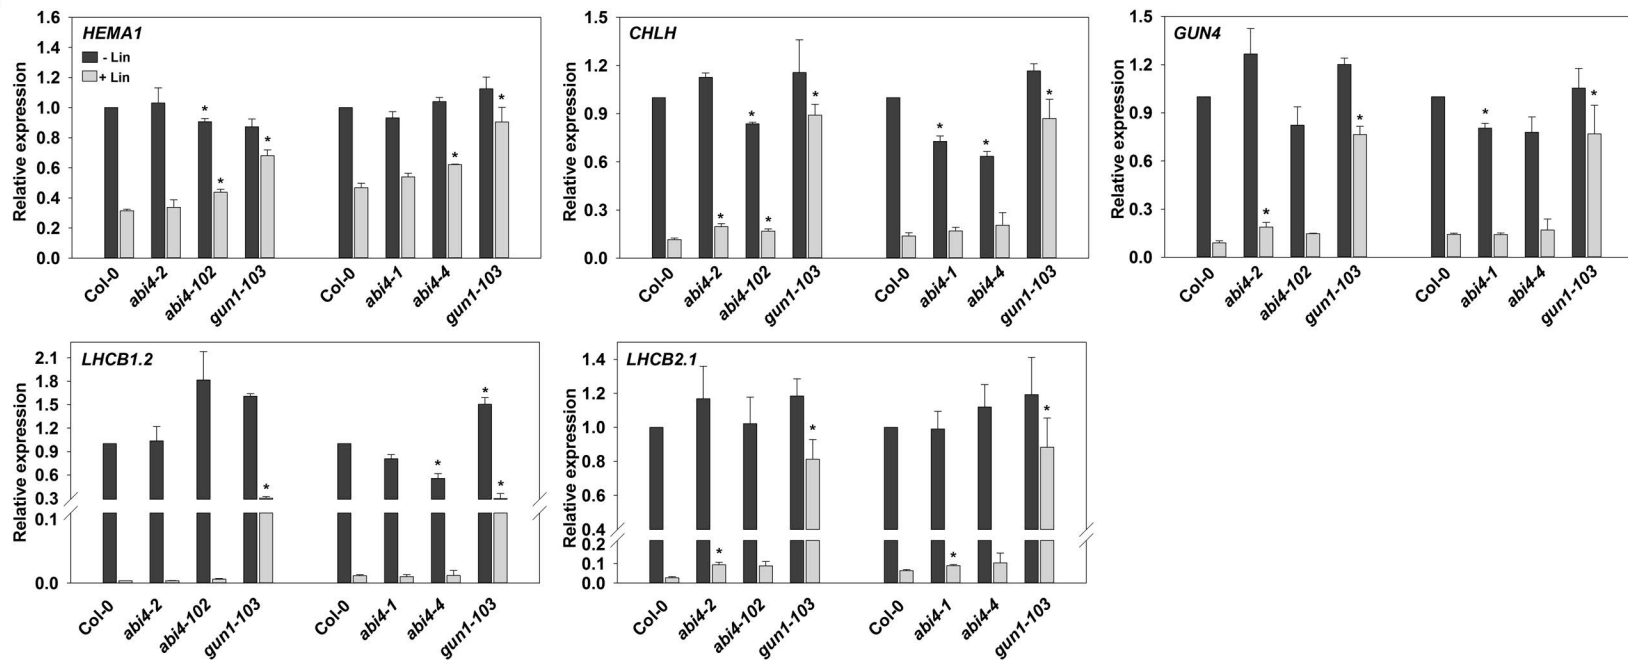 HEMA1
- Lin
+ Lin
Relative expression
1.6
1.4
1.2
1.0
0.8
0.6
0.4
0.2
0.0
*
*
*
*
*
Col-0
abi4-2
abi4-102
gun1-103
Col-0
abi4-1
abi4-4
gun1-103
CHLH
Relative expression
1.5
1.2
0.9
0.6
0.3
0.0
*
*
*
*
*
*
*
Col-0
abi4-2
abi4-102
gun1-103
Col-0
abi4-1
abi4-4
gun1-103
GUN4
Relative expression
1.5
1.2
0.9
0.6
0.3
0.0
*
*
*
*
Col-0
abi4-2
abi4-102
gun1-103
Col-0
abi4-1
abi4-4
gun1-103
LHCB1.2
Relative expression
2.1
1.8
1.5
1.2
0.9
0.6
0.3
0.1
0.0
*
*
*
*
Col-0
abi4-2
abi4-102
gun1-103
Col-0
abi4-1
abi4-4
gun1-103
LHCB2.1
Relative expression
1.4
1.2
1.0
0.8
0.6
0.4
0.2
0.1
0.0
*
*
*
*
Col-0
abi4-2
abi4-102
gun1-103
Col-0
abi4-1
abi4-4
gun1-103